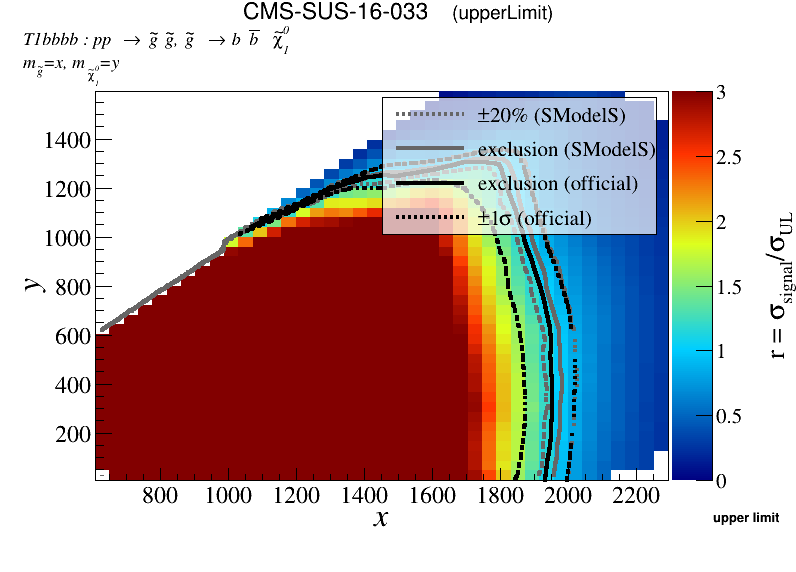 CMS-SUS-16-033 (upperLimit)
T1bbbb : pp → g̃ g̃, g̃ → b b̅ χ̃₁⁰
m_g̃=x, m_χ̃₁⁰=y
±20% (SModelS)
exclusion (SModelS)
exclusion (official)
±1σ (official)
1400
1200
1000
800
600
400
200
y
800 1000 1200 1400 1600 1800 2000 2200
x
3
2.5
2
1.5
1
0.5
0
r = σ_signal/σ_UL
upper limit